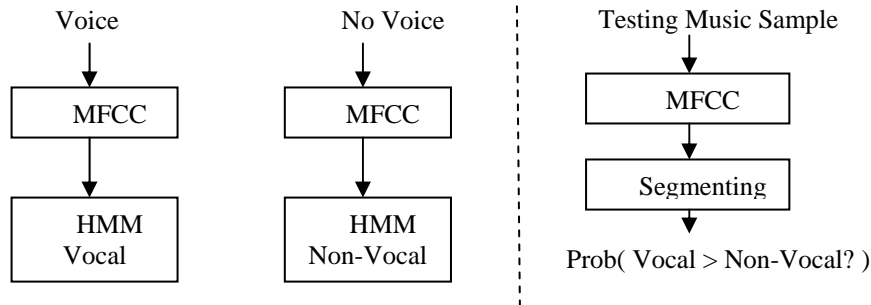 Voice
MFCC
HMM
Vocal
No Voice
MFCC
HMM
Non-Vocal
Testing Music Sample
MFCC
Segmenting
Prob( Vocal > Non-Vocal? )